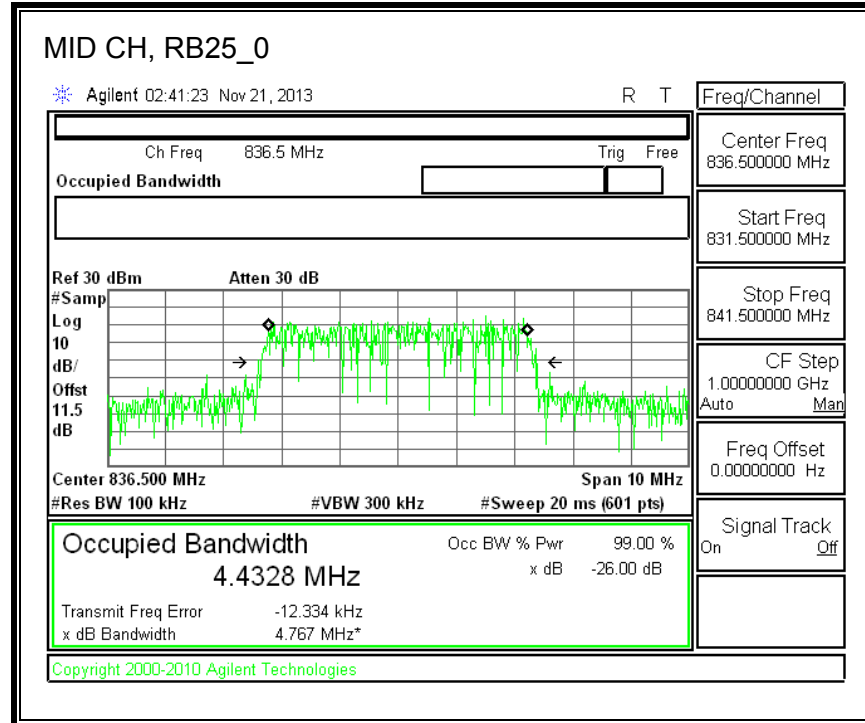 MID CH, RB25_0
Agilent 02:41:23 Nov 21, 2013 R T
Freq/Channel
Ch Freq 836.5 MHz Trig Free
Occupied Bandwidth
Center Freq
836.500000 MHz
Start Freq
831.500000 MHz
Stop Freq
841.500000 MHz
CF Step
1.00000000 GHz
Auto Man
Freq Offset
0.00000000 Hz
Signal Track
On Off
Ref 30 dBm Atten 30 dB
#Samp
Log
10
dB/
Offst
11.5
dB
Center 836.500 MHz Span 10 MHz
#Res BW 100 kHz #VBW 300 kHz #Sweep 20 ms (601 pts)
Occupied Bandwidth Occ BW % Pwr 99.00 %
4.4328 MHz x dB -26.00 dB
Transmit Freq Error -12.334 kHz
x dB Bandwidth 4.767 MHz*
Copyright 2000-2010 Agilent Technologies